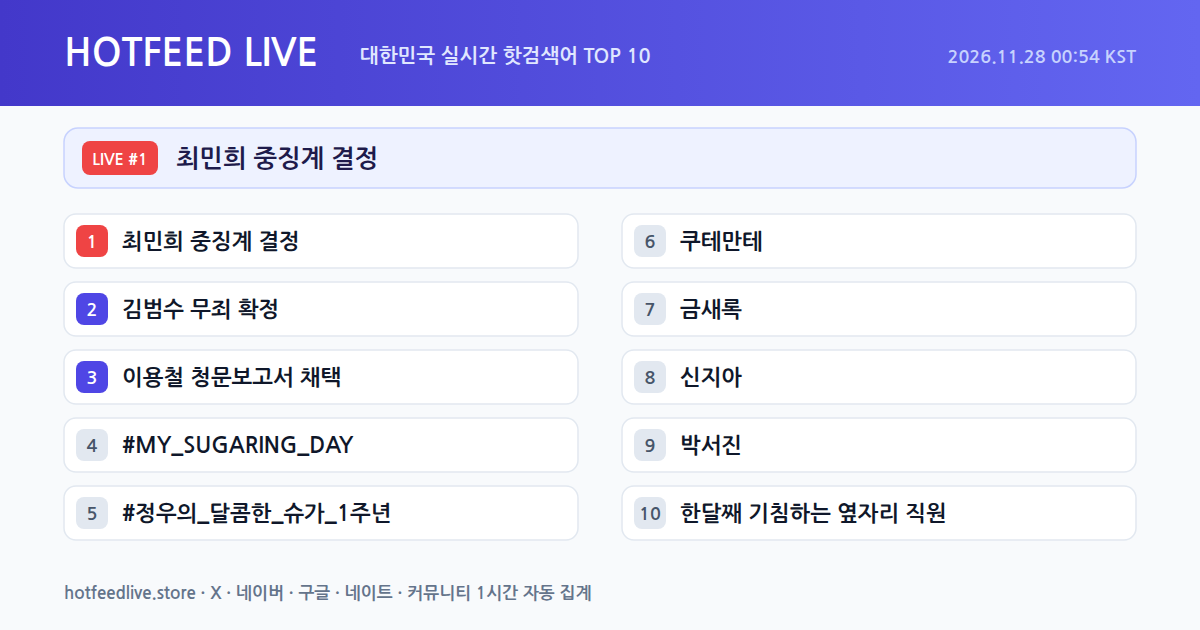 HOTFEED LIVE 대한민국 실시간 핫검색어 TOP 10 2026.11.28 00:54 KST
LIVE #1 최민희 중징계 결정
1 최민희 중징계 결정
2 김범수 무죄 확정
3 이용철 청문보고서 채택
4 #MY_SUGARING_DAY
5 #정우의_달콤한_슈가_1주년
6 쿠테만테
7 금새록
8 신지아
9 박서진
10 한달째 기침하는 옆자리 직원
hotfeedlive.store · X · 네이버 · 구글 · 네이트 · 커뮤니티 1시간 자동 집계